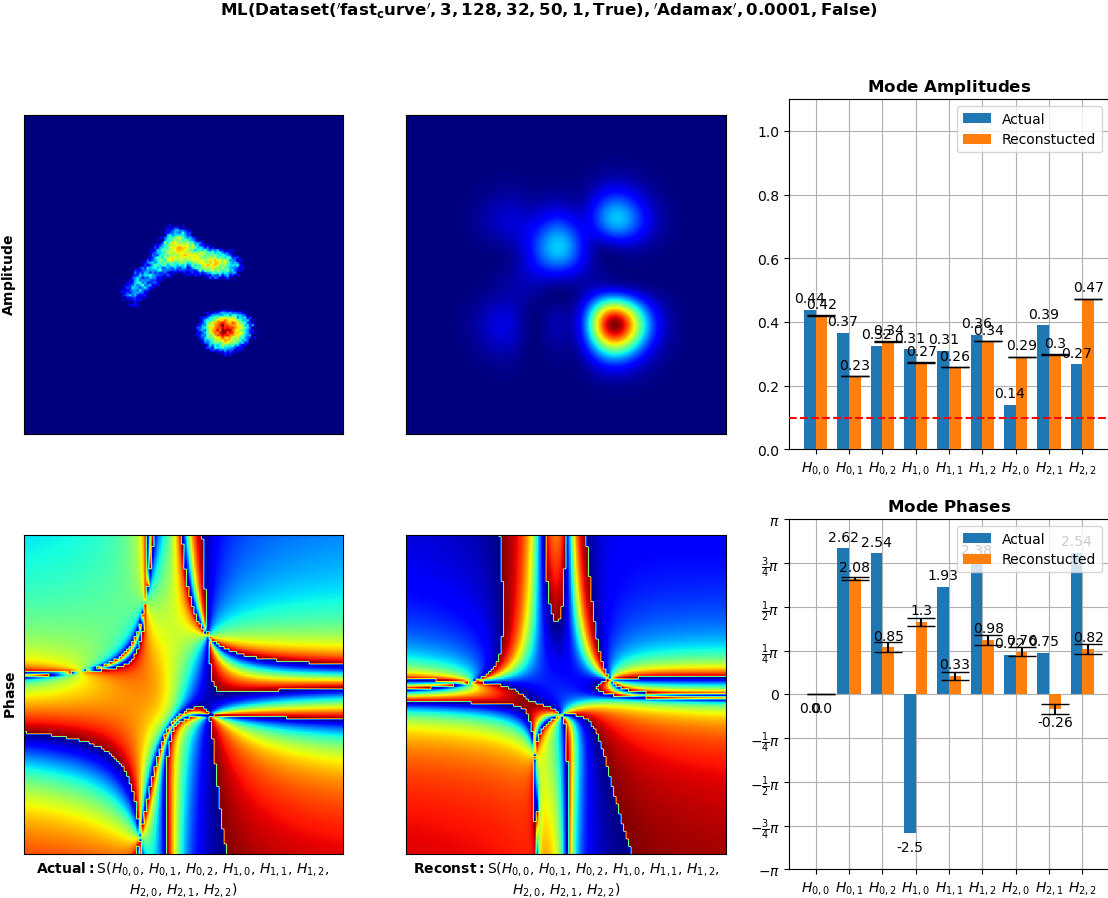 ML(Dataset('fast_curve', 3, 128, 32, 50, 1, True), 'Adamax', 0.0001, False)
Amplitude
Mode Amplitudes
Actual
Reconstucted
1.0
0.8
0.6
0.4
0.2
0.0
0.44 0.42 0.37 0.23 0.32 0.34 0.31 0.27 0.31 0.26 0.36 0.34 0.14 0.29 0.39 0.3 0.27 0.47
H0,0 H0,1 H0,2 H1,0 H1,1 H1,2 H2,0 H2,1 H2,2
Phase
Mode Phases
Actual
Reconstucted
π
3/4π
1/2π
1/4π
0
−1/4π
−1/2π
−3/4π
−π
0.0 0.0 2.62 2.08 2.54 0.85 -2.5 1.3 1.93 0.33 2.38 0.98 0.76 0.75 -0.26 2.54 0.82
H0,0 H0,1 H0,2 H1,0 H1,1 H1,2 H2,0 H2,1 H2,2
Actual: S(H0,0, H0,1, H0,2, H1,0, H1,1, H1,2,
H2,0, H2,1, H2,2)
Reconst: S(H0,0, H0,1, H0,2, H1,0, H1,1, H1,2,
H2,0, H2,1, H2,2)